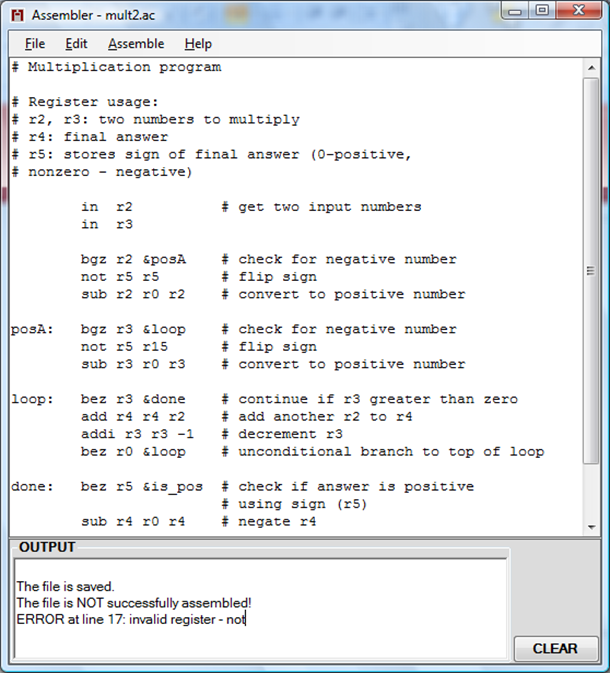 Assembler - mult2.ac
File Edit Assemble Help
# Multiplication program
# Register usage:
# r2, r3: two numbers to multiply
# r4: final answer
# r5: stores sign of final answer (0-positive,
# nonzero - negative)
in r2 # get two input numbers
in r3
bgz r2 &posA # check for negative number
not r5 r5 # flip sign
sub r2 r0 r2 # convert to positive number
posA: bgz r3 &loop # check for negative number
not r5 r15 # flip sign
sub r3 r0 r3 # convert to positive number
loop: bez r3 &done # continue if r3 greater than zero
add r4 r4 r2 # add another r2 to r4
addi r3 r3 -1 # decrement r3
bez r0 &loop # unconditional branch to top of loop
done: bez r5 &is_pos # check if answer is positive
# using sign (r5)
sub r4 r0 r4 # negate r4
OUTPUT
The file is saved.
The file is NOT successfully assembled!
ERROR at line 17: invalid register - not
CLEAR